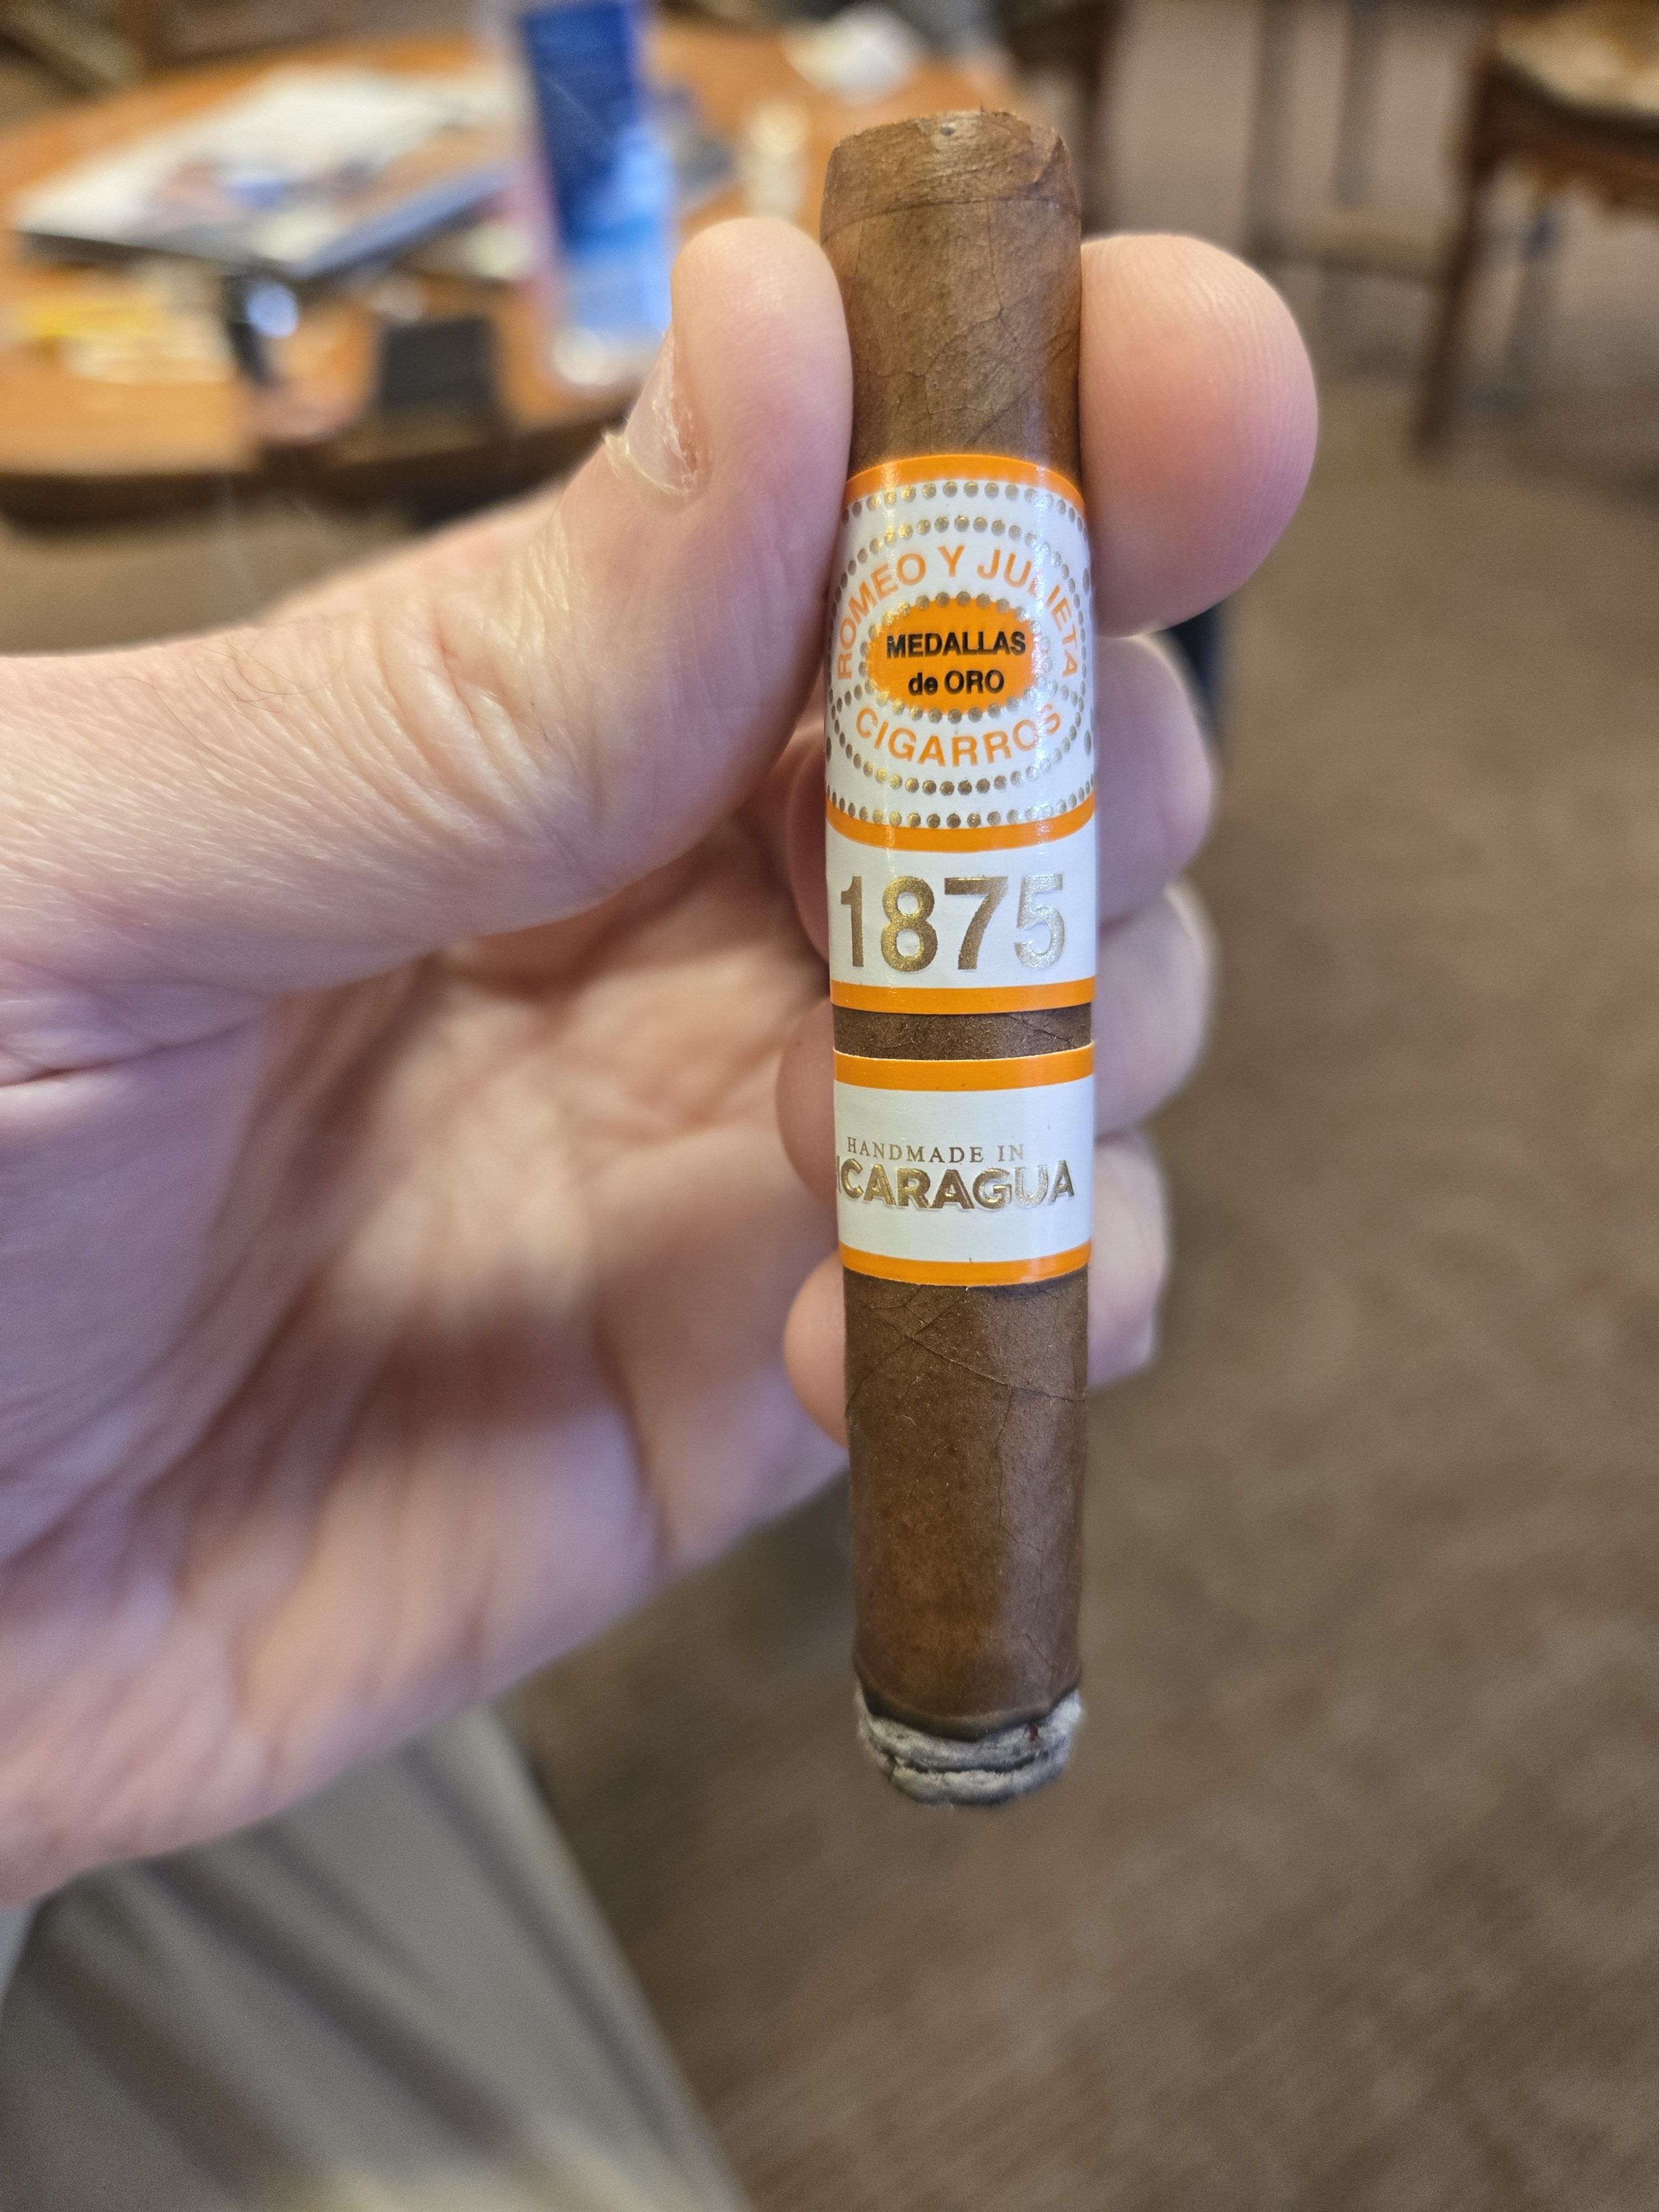 ROMEO Y JULIETA
MEDALLAS
de ORO
CIGARROS
1875
HANDMADE IN
ICARAGUA